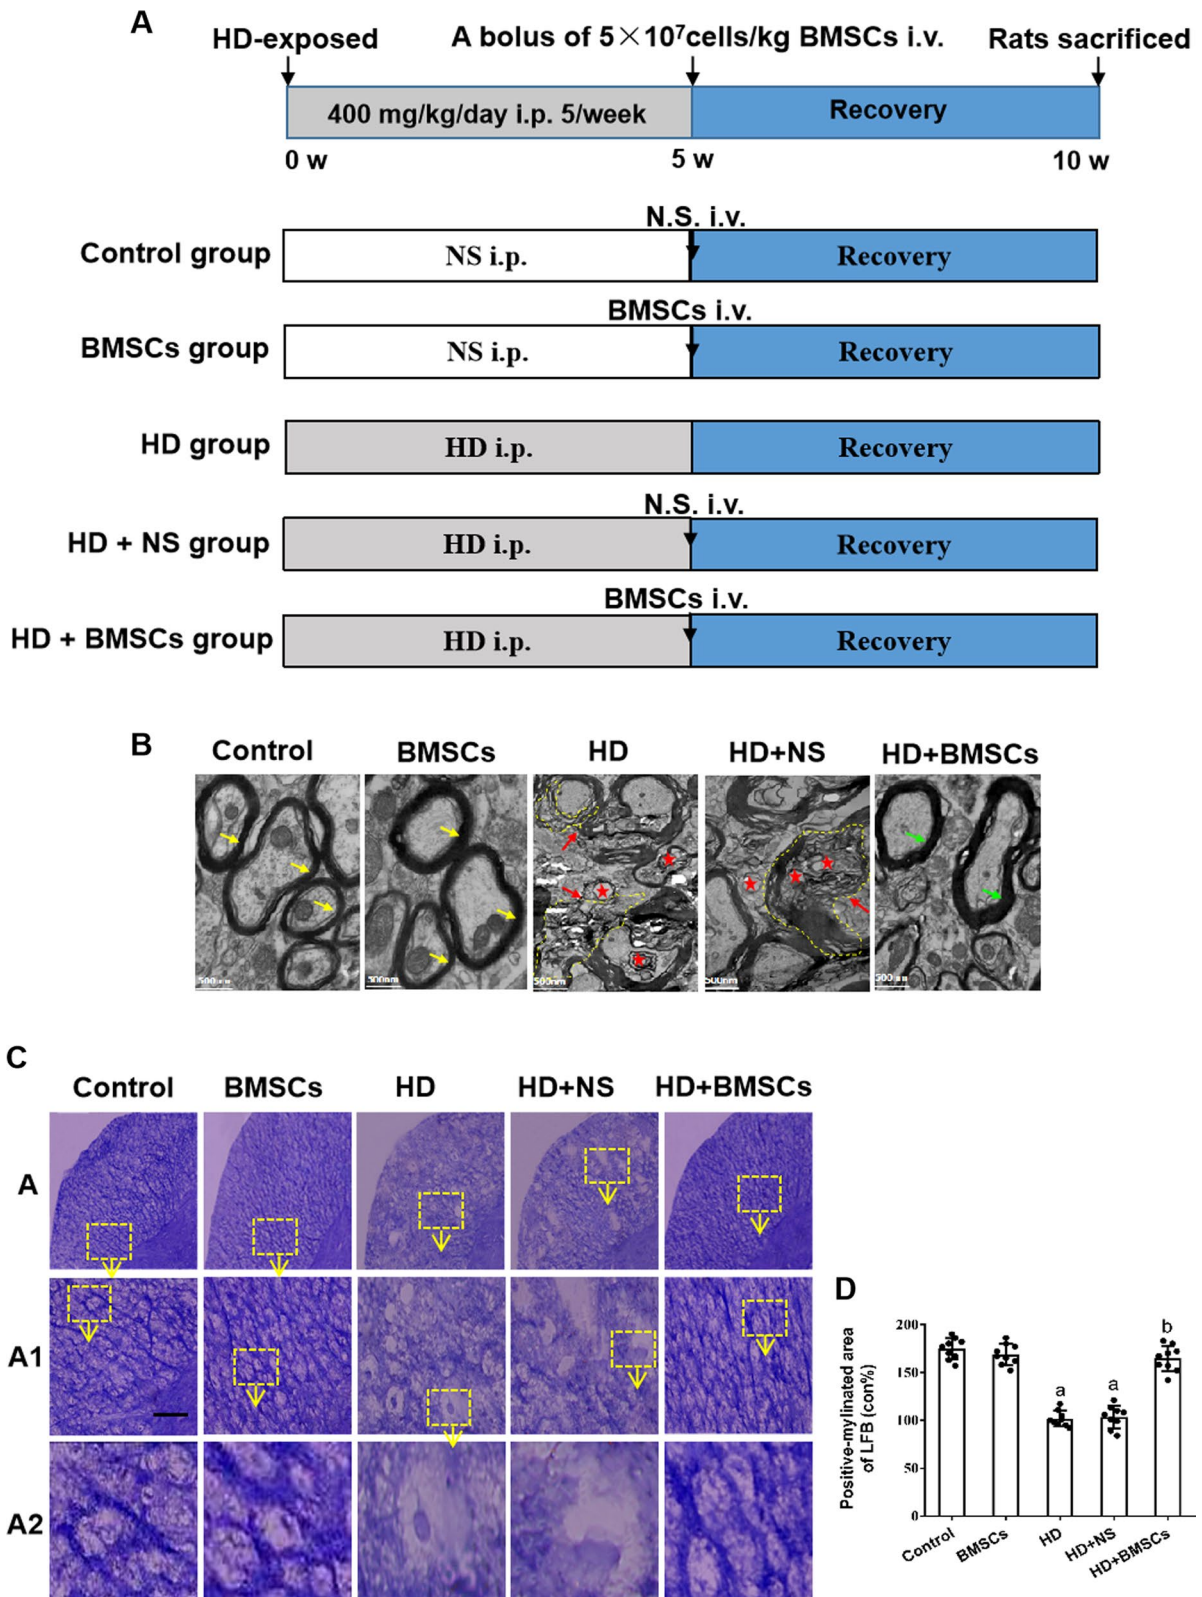 A
HD-exposed
A bolus of 5×10⁷cells/kg BMSCs i.v.
Rats sacrificed
400 mg/kg/day i.p. 5/week
Recovery
0 w
5 w
10 w
N.S. i.v.
Control group
NS i.p.
Recovery
BMSCs i.v.
BMSCs group
NS i.p.
Recovery
HD group
HD i.p.
Recovery
N.S. i.v.
HD + NS group
HD i.p.
Recovery
BMSCs i.v.
HD + BMSCs group
HD i.p.
Recovery
B
Control
BMSCs
HD
HD+NS
HD+BMSCs
500nm
500nm
500nm
500nm
500 nm
C
Control
BMSCs
HD
HD+NS
HD+BMSCs
A
A1
A2
D
Positive-mylinated area
of LFB (con%)
200
150
100
50
0
a
a
b
Control
BMSCs
HD
HD+NS
HD+BMSCs